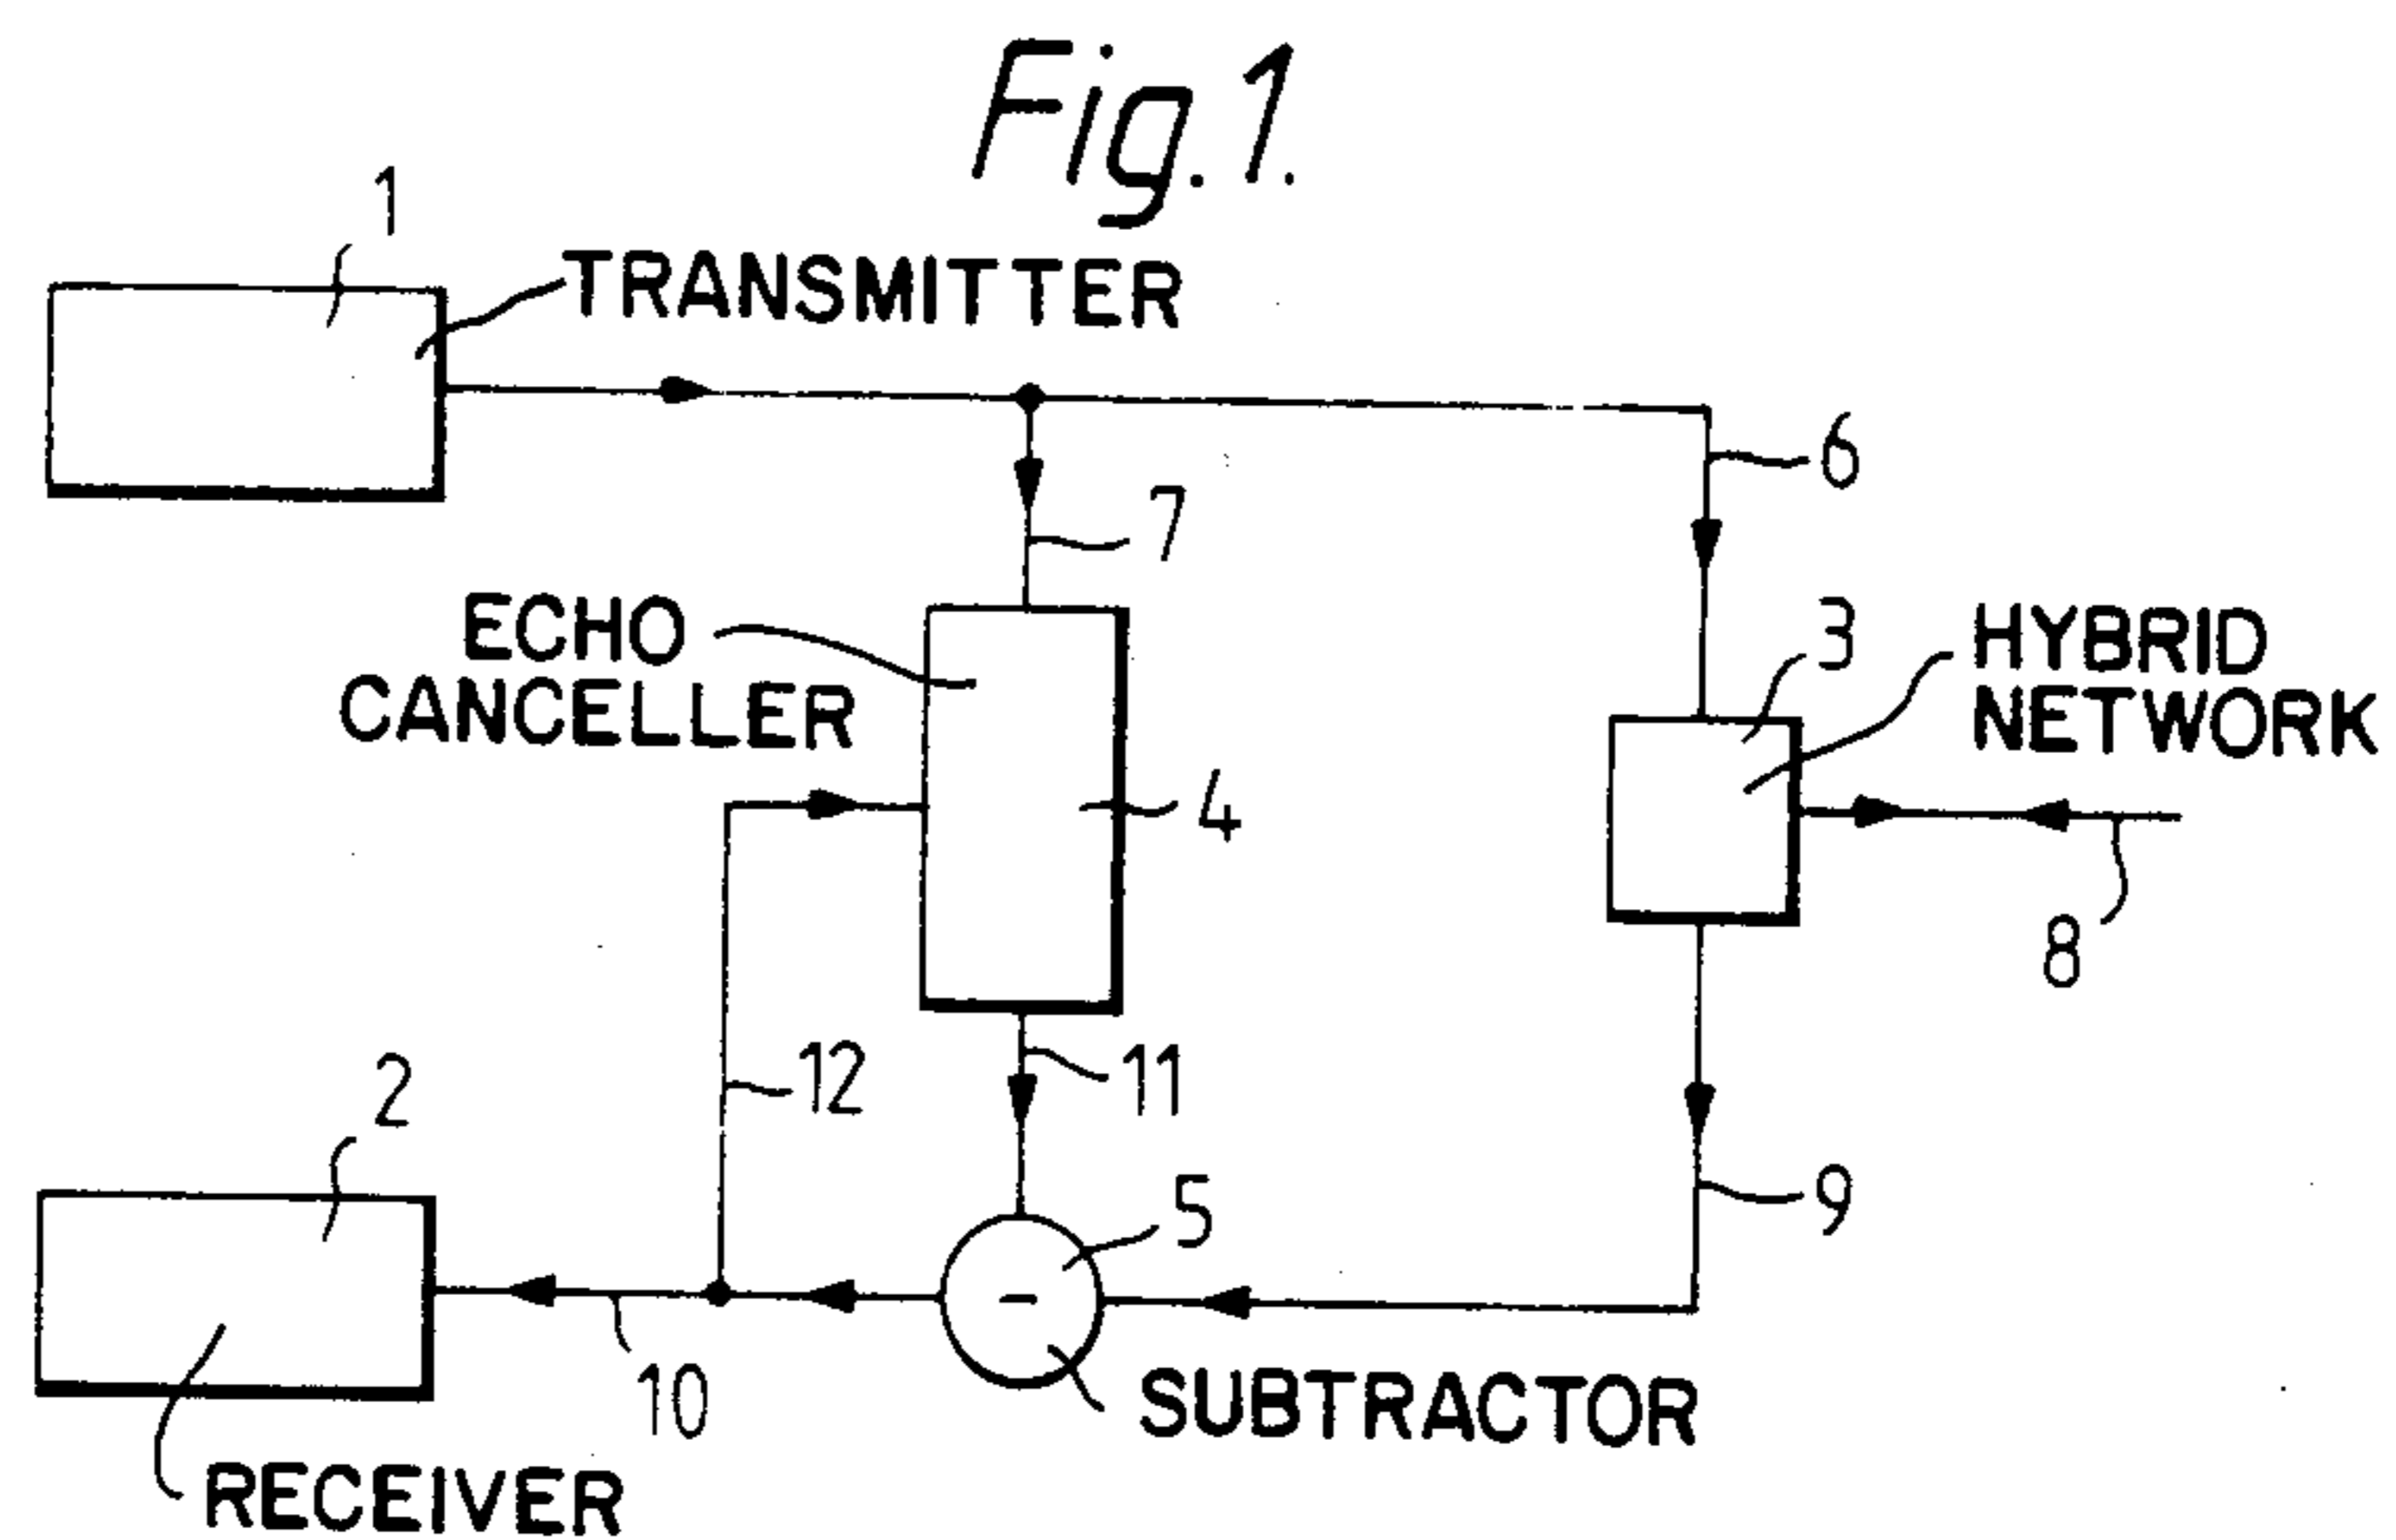 Fig.1.
1
TRANSMITTER
6
7
ECHO
CANCELLER
3
HYBRID
NETWORK
4
8
12
11
2
5
9
-
10
SUBTRACTOR
RECEIVER